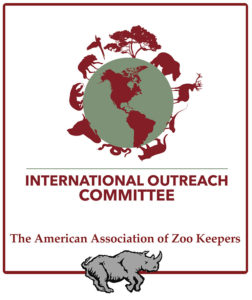 INTERNATIONAL OUTREACH
COMMITTEE
The American Association of Zoo Keepers